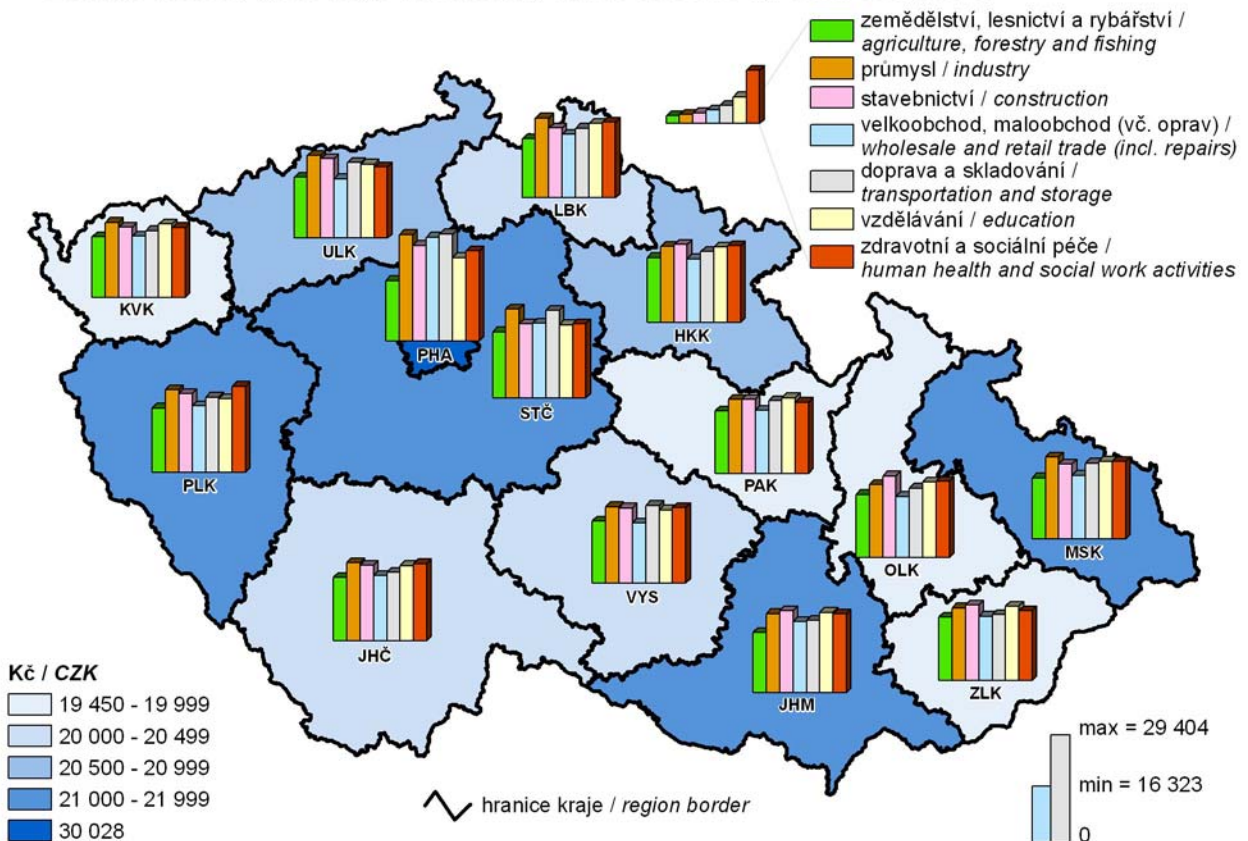 zemědělství, lesnictví a rybářství /
agriculture, forestry and fishing
průmysl / industry
stavebnictví / construction
velkoobchod, maloobchod (vč. oprav) /
wholesale and retail trade (incl. repairs)
doprava a skladování /
transportation and storage
vzdělávání / education
zdravotní a sociální péče /
human health and social work activities
LBK
ULK
KVK
HKK
PHA
STČ
PLK
PAK
OLK
MSK
VYS
JHČ
ZLK
JHM
Kč / CZK
19 450 - 19 999
20 000 - 20 499
20 500 - 20 999
21 000 - 21 999
30 028
hranice kraje / region border
max = 29 404
min = 16 323
0